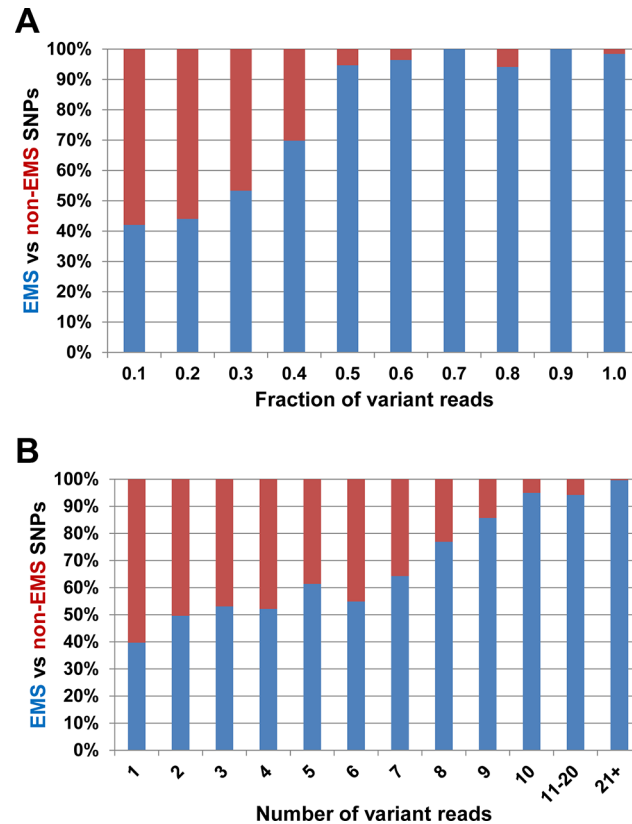 A
100%
90%
80%
70%
60%
50%
40%
30%
20%
10%
0%
EMS vs non-EMS SNPs
0.1 0.2 0.3 0.4 0.5 0.6 0.7 0.8 0.9 1.0
Fraction of variant reads
B
100%
90%
80%
70%
60%
50%
40%
30%
20%
10%
0%
EMS vs non-EMS SNPs
1 2 3 4 5 6 7 8 9 10 11-20 21+
Number of variant reads